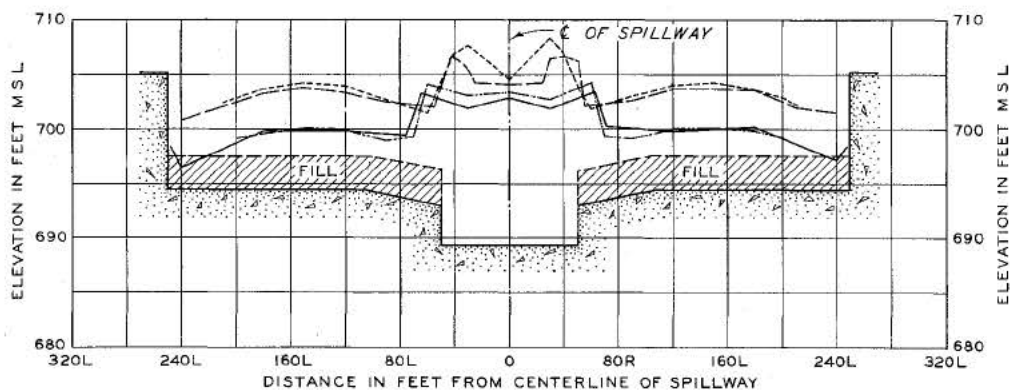 710
710
℄ OF SPILLWAY
700
700
FILL
FILL
690
690
680
680
320L 240L 160L 80L 0 80R 160L 240L 320L
DISTANCE IN FEET FROM CENTERLINE OF SPILLWAY
ELEVATION IN FEET MSL
ELEVATION IN FEET MSL